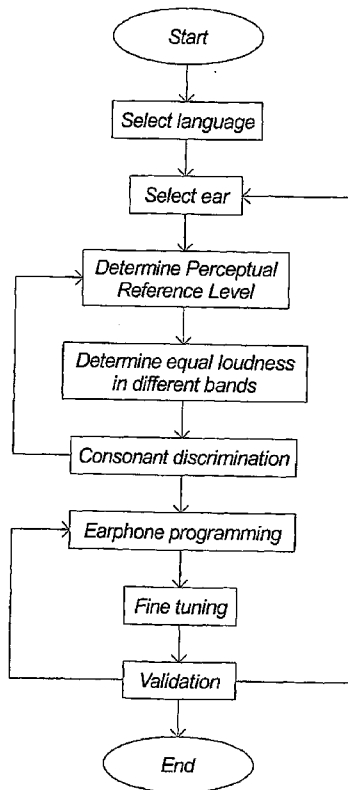 Start
Select language
Select ear
Determine Perceptual
Reference Level
Determine equal loudness
in different bands
Consonant discrimination
Earphone programming
Fine tuning
Validation
End